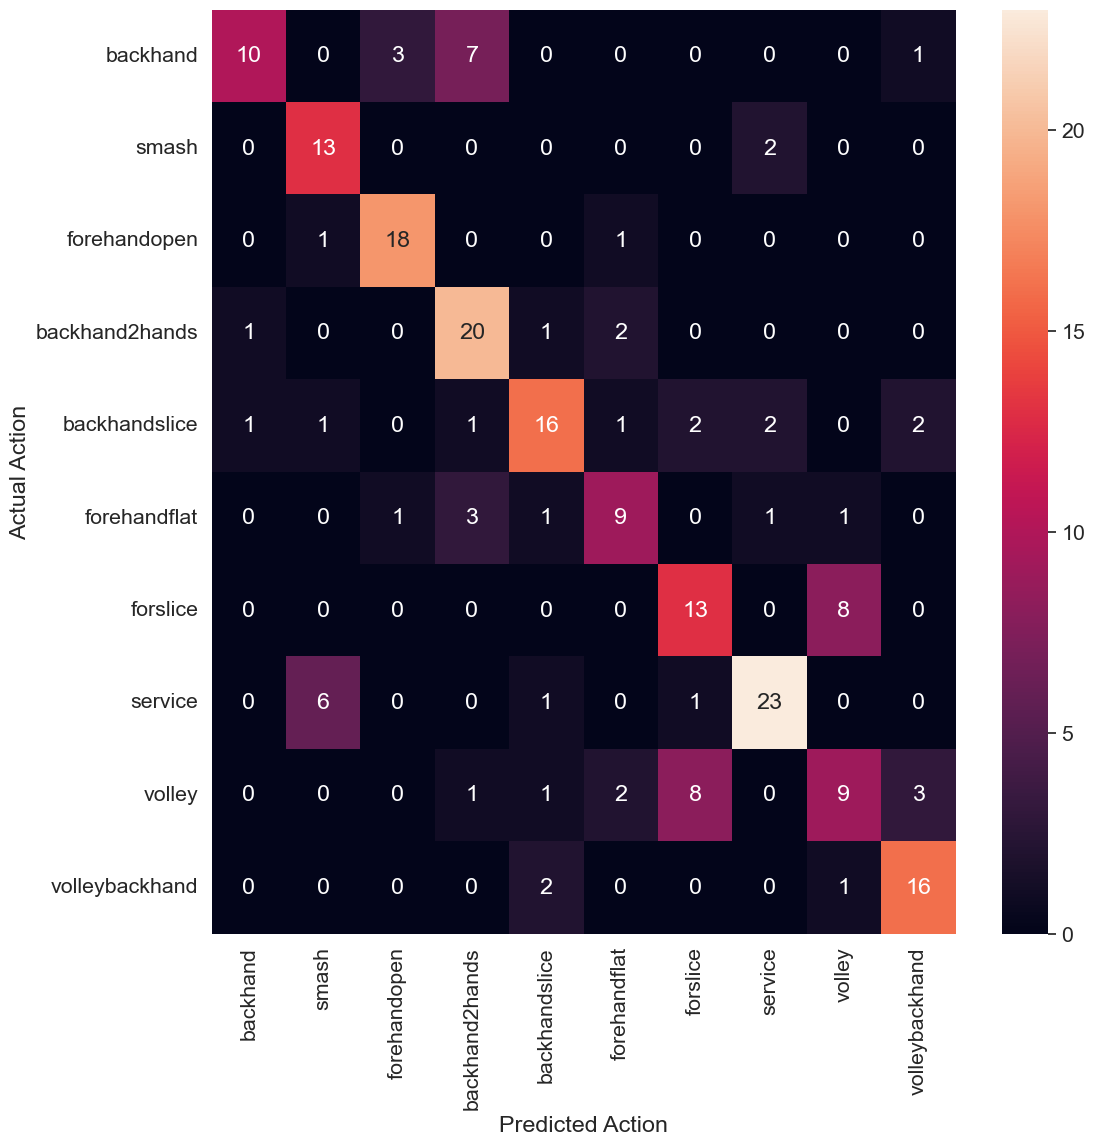 backhand 10 0 3 7 0 0 0 0 0 1
smash 0 13 0 0 0 0 0 2 0 0
forehandopen 0 1 18 0 0 1 0 0 0 0
backhand2hands 1 0 0 20 1 2 0 0 0 0
backhandslice 1 1 0 1 16 1 2 2 0 2
forehandflat 0 0 1 3 1 9 0 1 1 0
forslice 0 0 0 0 0 0 13 0 8 0
service 0 6 0 0 1 0 1 23 0 0
volley 0 0 0 1 1 2 8 0 9 3
volleybackhand 0 0 0 0 2 0 0 0 1 16
Actual Action
backhand
smash
forehandopen
backhand2hands
backhandslice
forehandflat
forslice
service
volley
volleybackhand
Predicted Action
20
15
10
5
0